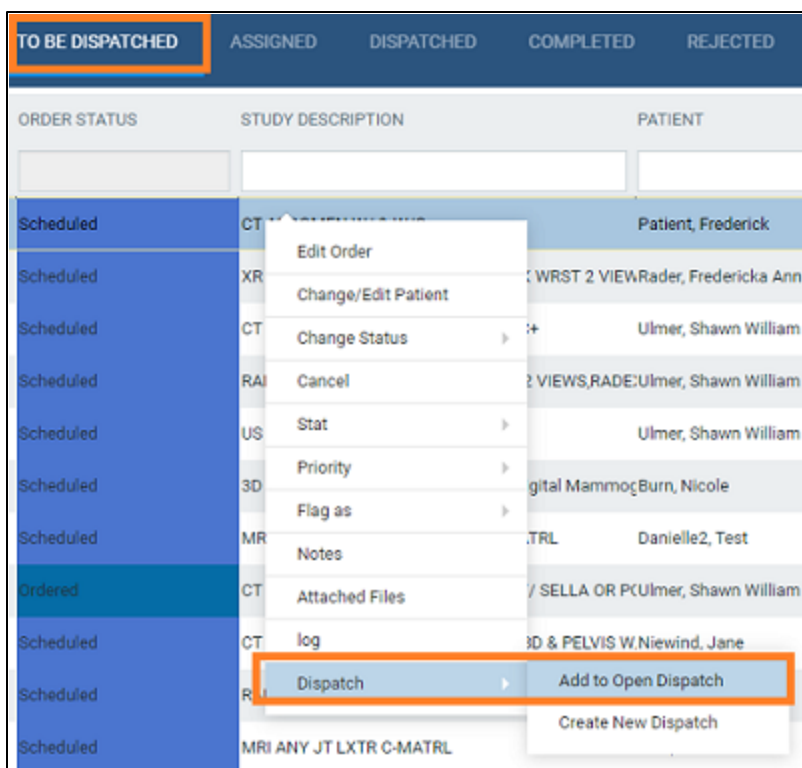 TO BE DISPATCHED ASSIGNED DISPATCHED COMPLETED REJECTED
ORDER STATUS STUDY DESCRIPTION PATIENT
Scheduled CT Patient, Frederick
Edit Order
Scheduled XR WRST 2 VIEW Rader, Fredericka Ann
Change/Edit Patient
Scheduled CT Ulmer, Shawn William
Change Status
Scheduled RAD 2 VIEWS,RADEX Ulmer, Shawn William
Cancel
Scheduled US Ulmer, Shawn William
Stat
Priority
Scheduled 3D gital Mammog Burn, Nicole
Flag as
Scheduled MR TRL Danielle2, Test
Notes
Ordered CT / SELLA OR Ulmer, Shawn William
Attached Files
Scheduled CT & PELVIS W. Niewind, Jane
log
Scheduled Dispatch Add to Open Dispatch
Create New Dispatch
Scheduled MRI ANY JT LXTR C-MATRL